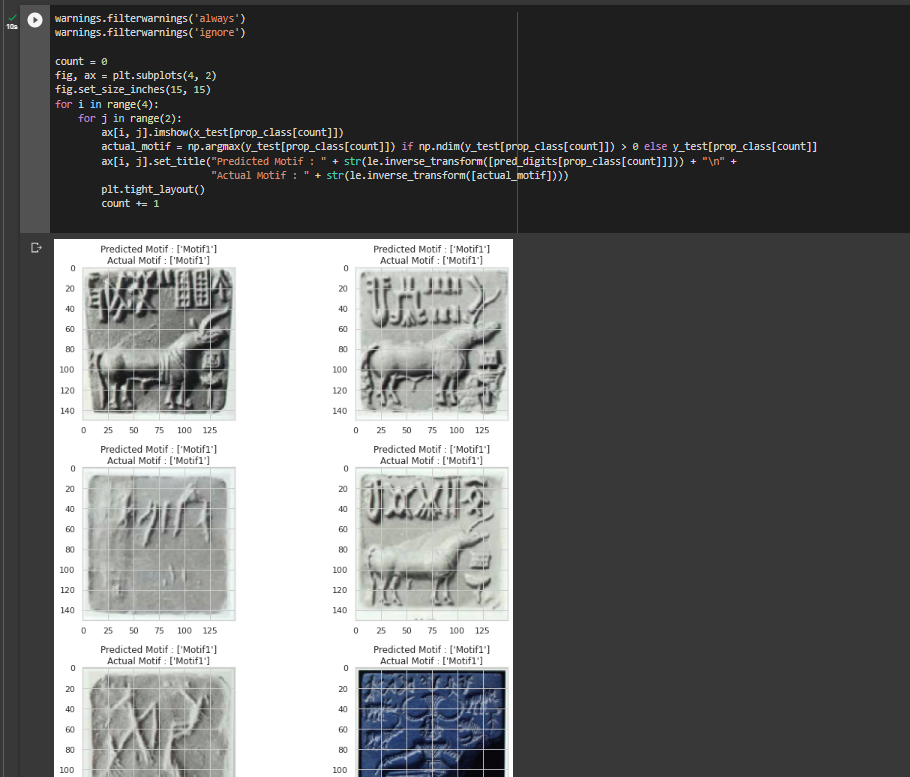 warnings.filterwarnings('always')
warnings.filterwarnings('ignore')
count = 0
fig, ax = plt.subplots(4, 2)
fig.set_size_inches(15, 15)
for i in range(4):
    for j in range(2):
        ax[i, j].imshow(x_test[prop_class[count]])
        actual_motif = np.argmax(y_test[prop_class[count]]) if np.ndim(y_test[prop_class[count]]) > 0 else y_test[prop_class[count]]
        ax[i, j].set_title("Predicted Motif : " + str(le.inverse_transform([pred_digits[prop_class[count]]])) + "\n" +
                           "Actual Motif : " + str(le.inverse_transform([actual_motif])))
        plt.tight_layout()
        count += 1
10s
Predicted Motif : ['Motif1']
Actual Motif : ['Motif1']
0
20
40
60
80
100
120
140
0 25 50 75 100 125
Predicted Motif : ['Motif1']
Actual Motif : ['Motif1']
0
20
40
60
80
100
120
140
0 25 50 75 100 125
Predicted Motif : ['Motif1']
Actual Motif : ['Motif1']
0
20
40
60
80
100
120
140
0 25 50 75 100 125
Predicted Motif : ['Motif1']
Actual Motif : ['Motif1']
0
20
40
60
80
100
120
140
0 25 50 75 100 125
Predicted Motif : ['Motif1']
Actual Motif : ['Motif1']
0
20
40
60
80
100
Predicted Motif : ['Motif1']
Actual Motif : ['Motif1']
0
20
40
60
80
100